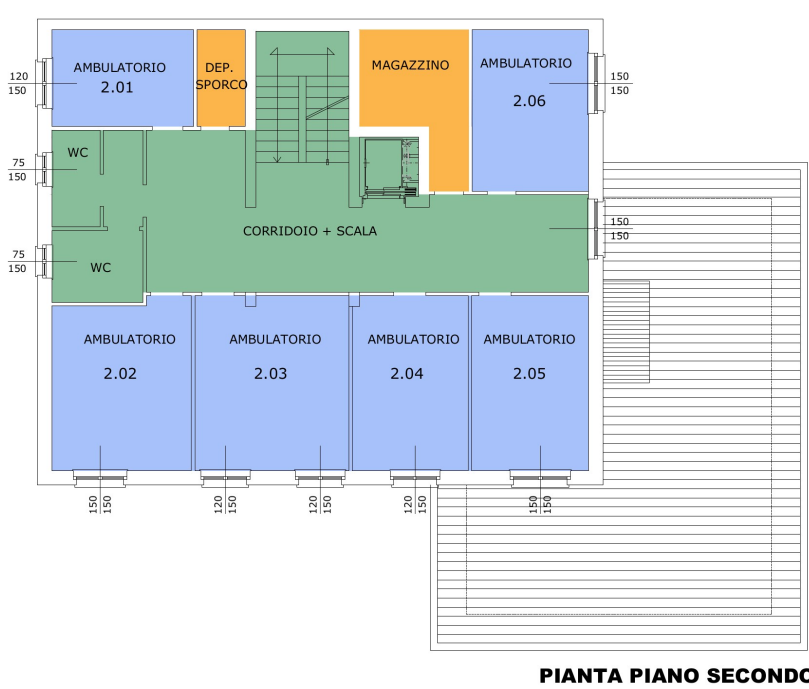 AMBULATORIO
2.01
DEP.
SPORCO
MAGAZZINO
AMBULATORIO
2.06
120
150
150
150
WC
75
150
CORRIDOIO + SCALA
150
150
WC
75
150
AMBULATORIO
2.02
AMBULATORIO
2.03
AMBULATORIO
2.04
AMBULATORIO
2.05
150
150
120
150
120
150
120
150
150
150
PIANTA PIANO SECONDO